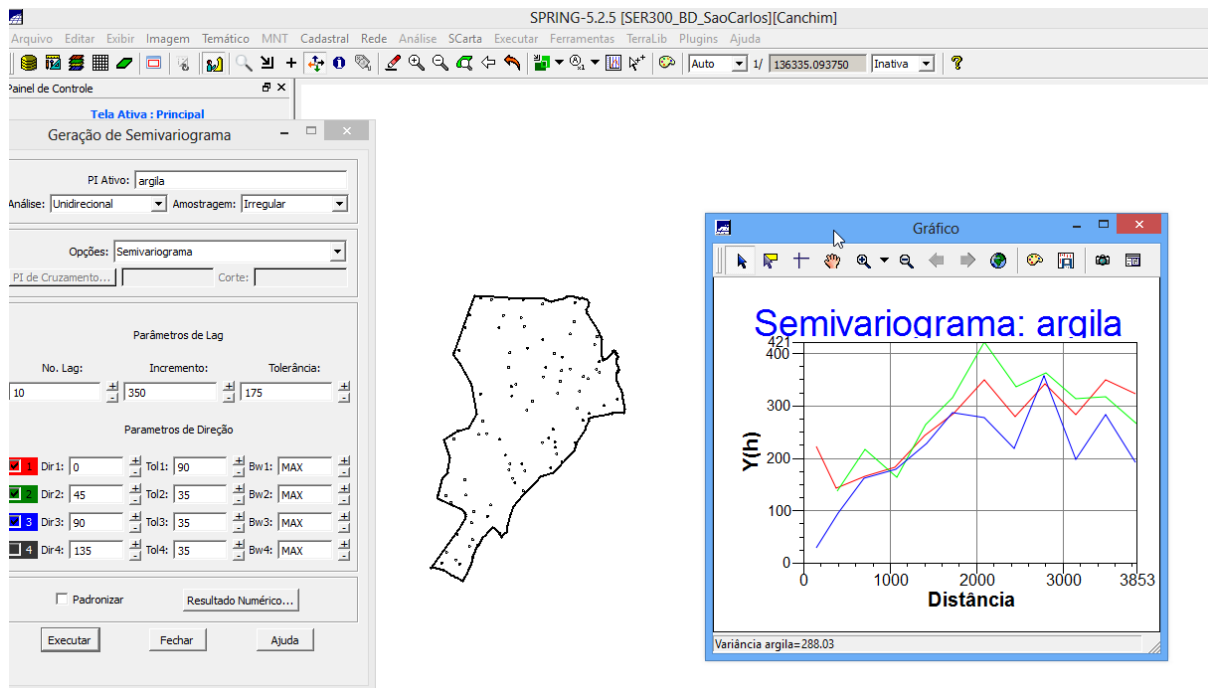 SPRING-5.2.5 [SER300_BD_SaoCarlos][Canchim]
Arquivo Editar Exibir Imagem Temático MNT Cadastral Rede Análise SCarta Executar Ferramentas TerraLib Plugins Ajuda
Auto 1/ 136335.093750 Inativa
Painel de Controle
Tela Ativa : Principal
Geração de Semivariograma
PI Ativo: argila
Análise: Unidirecional Amostragem: Irregular
Opções: Semivariograma
PI de Cruzamento... Corte:
Parâmetros de Lag
No. Lag: Incremento: Tolerância:
10 350 175
Parametros de Direção
1 Dir1: 0 Tol1: 90 Bw1: MAX
2 Dir2: 45 Tol2: 35 Bw2: MAX
3 Dir3: 90 Tol3: 35 Bw3: MAX
4 Dir4: 135 Tol4: 35 Bw4: MAX
Padronizar Resultado Numérico...
Executar Fechar Ajuda
Gráfico
Semivariograma: argila
421
400
300
200
100
0
Y(h)
0 1000 2000 3000 3853
Distância
Variância argila=288.03